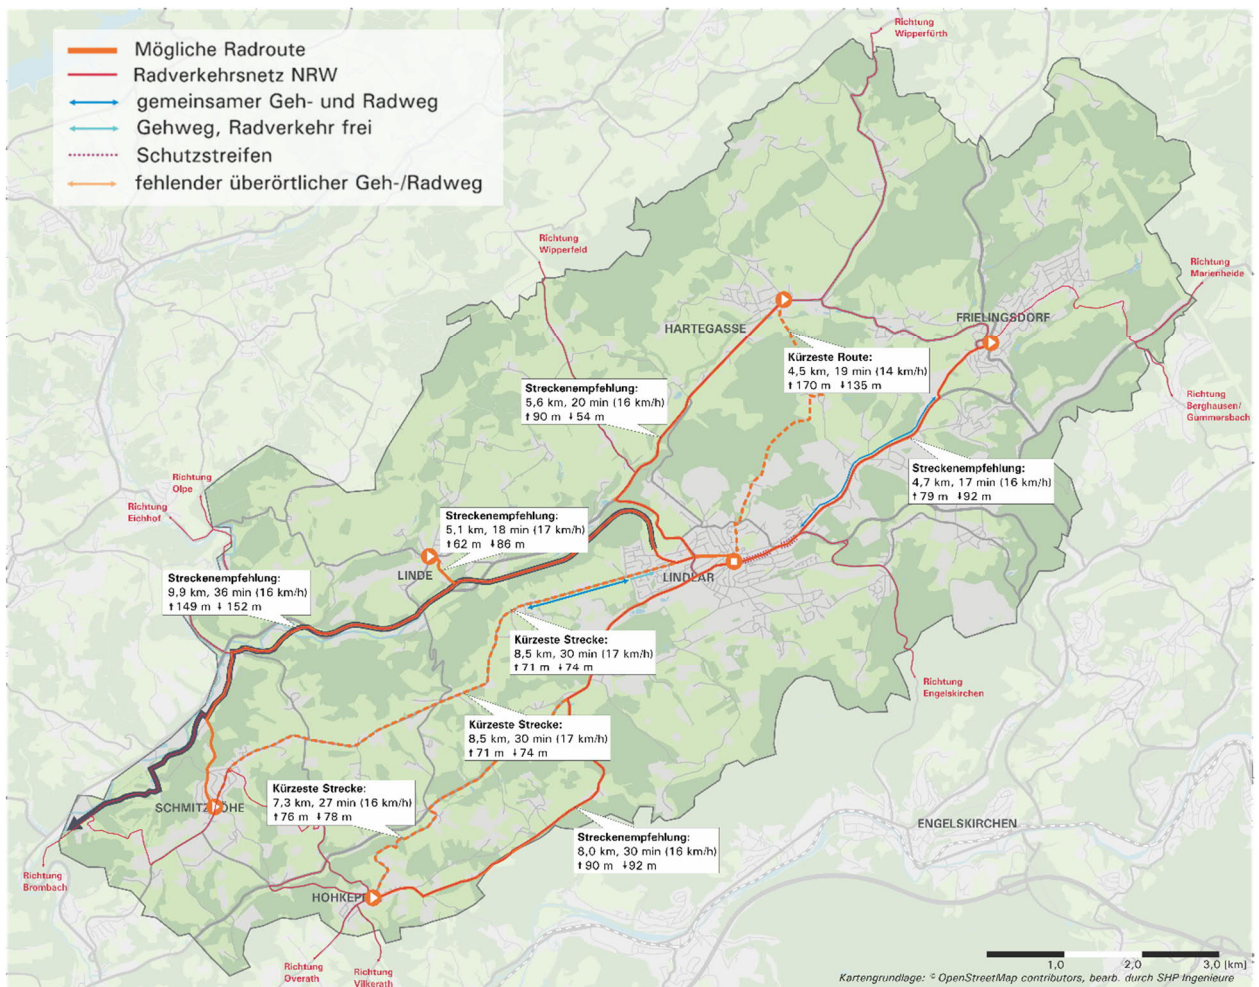 Mögliche Radroute
Radverkehrsnetz NRW
gemeinsamer Geh- und Radweg
Gehweg, Radverkehr frei
Schutzstreifen
fehlender überörtlicher Geh-/Radweg
Richtung
Wipperfürth
Richtung
Wipperfeld
Richtung
Marienheide
HARTEGASSE
FRIELINGSDORF
Kürzeste Route:
4,5 km, 19 min (14 km/h)
↑170 m ↓135 m
Streckenempfehlung:
5,6 km, 20 min (16 km/h)
↑90 m ↓54 m
Richtung
Berghausen/
Gummersbach
Streckenempfehlung:
4,7 km, 17 min (16 km/h)
↑79 m ↓92 m
Richtung
Olpe
Richtung
Eichhof
Streckenempfehlung:
5,1 km, 18 min (17 km/h)
↑62 m ↓86 m
LINDE
LINDLAR
Streckenempfehlung:
9,9 km, 36 min (16 km/h)
↑149 m ↓152 m
Kürzeste Strecke:
8,5 km, 30 min (17 km/h)
↑71 m ↓74 m
Richtung
Engelskirchen
Kürzeste Strecke:
8,5 km, 30 min (17 km/h)
↑71 m ↓74 m
Kürzeste Strecke:
7,3 km, 27 min (16 km/h)
↑76 m ↓78 m
SCHMITZHÖHE
ENGELSKIRCHEN
Streckenempfehlung:
8,0 km, 30 min (16 km/h)
↑90 m ↓92 m
Richtung
Brombach
HOHKEPPEL
Richtung
Overath
Richtung
Vilkerath
1,0 2,0 3,0 [km]
Kartengrundlage: © OpenStreetMap contributors, bearb. durch SHP Ingenieure